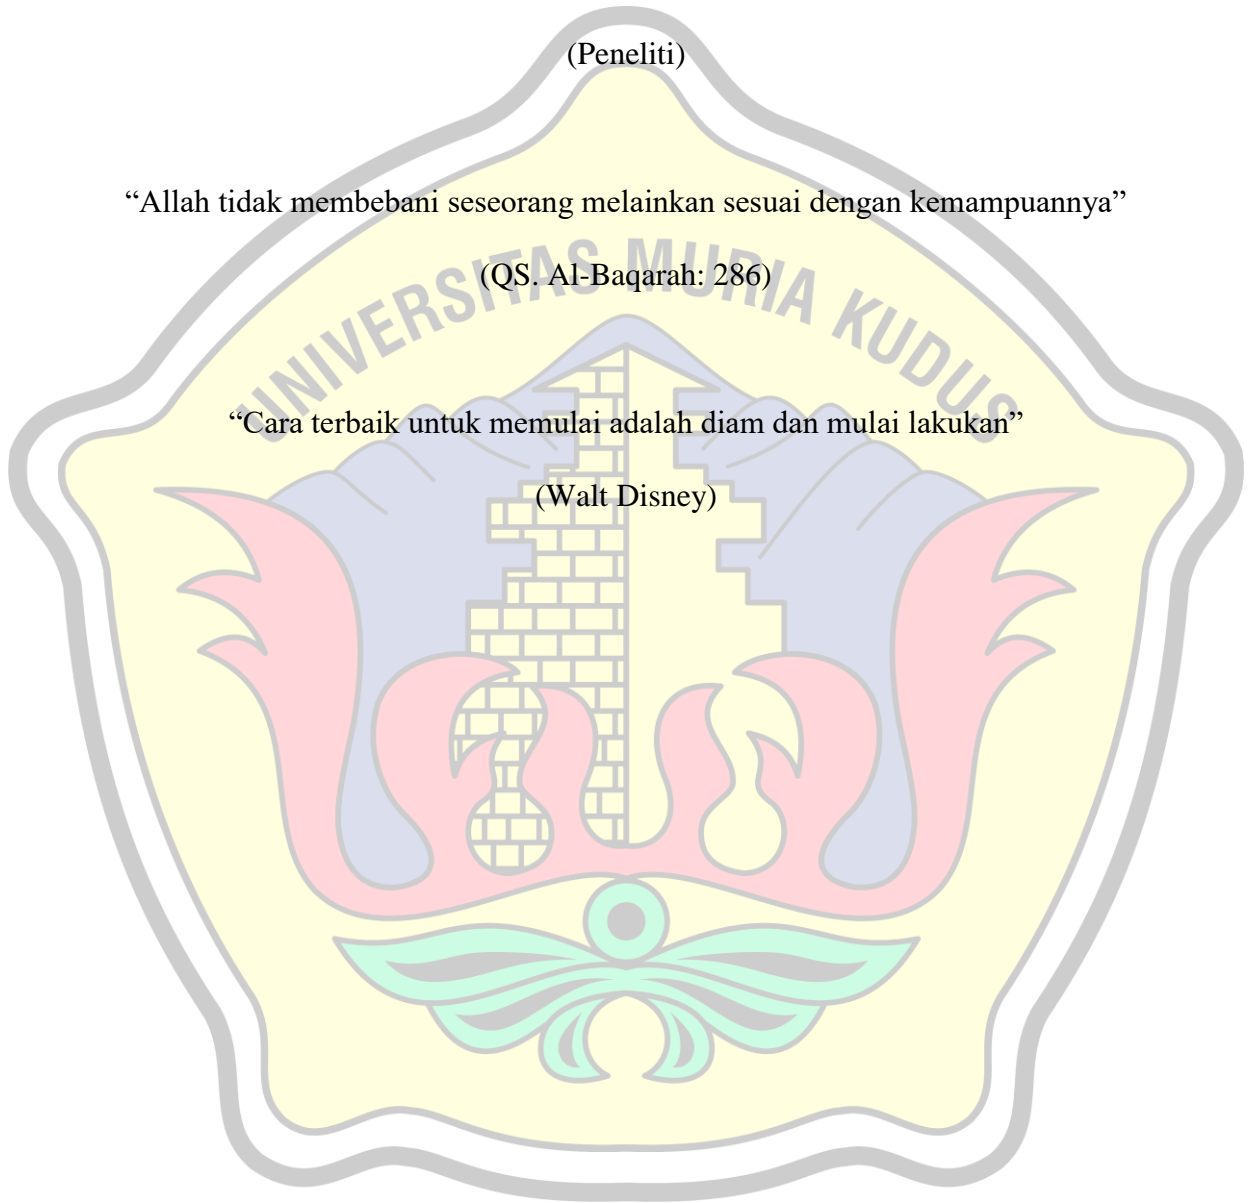 (Peneliti)
“Allah tidak membebani seseorang melainkan sesuai dengan kemampuannya”
UNIVERSITAS MURIA KUDUS
(QS. Al-Baqarah: 286)
“Cara terbaik untuk memulai adalah diam dan mulai lakukan”
(Walt Disney)